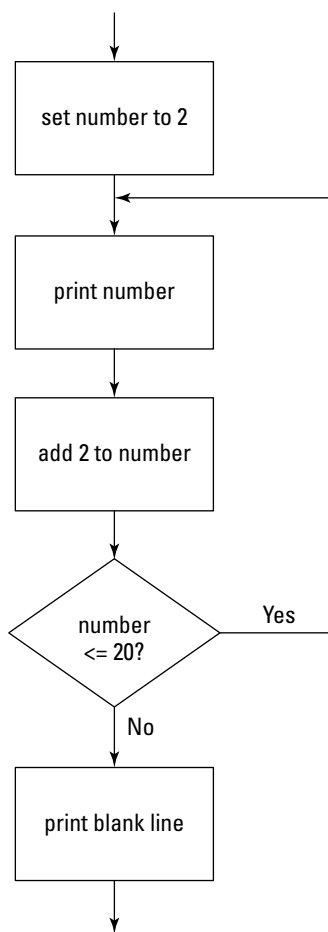 set number to 2
print number
add 2 to number
number
<= 20?
Yes
No
print blank line